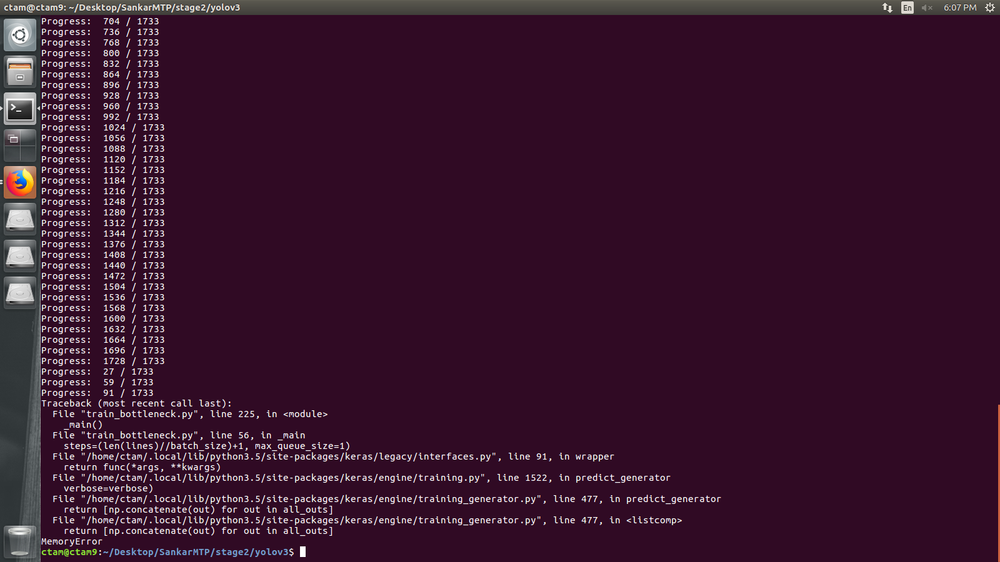 ctam@ctam9: ~/Desktop/SankarMTP/stage2/yolov3
En
6:07 PM
Progress:  704 / 1733
Progress:  736 / 1733
Progress:  768 / 1733
Progress:  800 / 1733
Progress:  832 / 1733
Progress:  864 / 1733
Progress:  896 / 1733
Progress:  928 / 1733
Progress:  960 / 1733
Progress:  992 / 1733
Progress:  1024 / 1733
Progress:  1056 / 1733
Progress:  1088 / 1733
Progress:  1120 / 1733
Progress:  1152 / 1733
Progress:  1184 / 1733
Progress:  1216 / 1733
Progress:  1248 / 1733
Progress:  1280 / 1733
Progress:  1312 / 1733
Progress:  1344 / 1733
Progress:  1376 / 1733
Progress:  1408 / 1733
Progress:  1440 / 1733
Progress:  1472 / 1733
Progress:  1504 / 1733
Progress:  1536 / 1733
Progress:  1568 / 1733
Progress:  1600 / 1733
Progress:  1632 / 1733
Progress:  1664 / 1733
Progress:  1696 / 1733
Progress:  1728 / 1733
Progress:  27 / 1733
Progress:  59 / 1733
Progress:  91 / 1733
Traceback (most recent call last):
  File "train_bottleneck.py", line 225, in <module>
    _main()
  File "train_bottleneck.py", line 56, in _main
    steps=(len(lines)//batch_size)+1, max_queue_size=1)
  File "/home/ctam/.local/lib/python3.5/site-packages/keras/legacy/interfaces.py", line 91, in wrapper
    return func(*args, **kwargs)
  File "/home/ctam/.local/lib/python3.5/site-packages/keras/engine/training.py", line 1522, in predict_generator
    verbose=verbose)
  File "/home/ctam/.local/lib/python3.5/site-packages/keras/engine/training_generator.py", line 477, in predict_generator
    return [np.concatenate(out) for out in all_outs]
  File "/home/ctam/.local/lib/python3.5/site-packages/keras/engine/training_generator.py", line 477, in <listcomp>
    return [np.concatenate(out) for out in all_outs]
MemoryError
ctam@ctam9:~/Desktop/SankarMTP/stage2/yolov3$